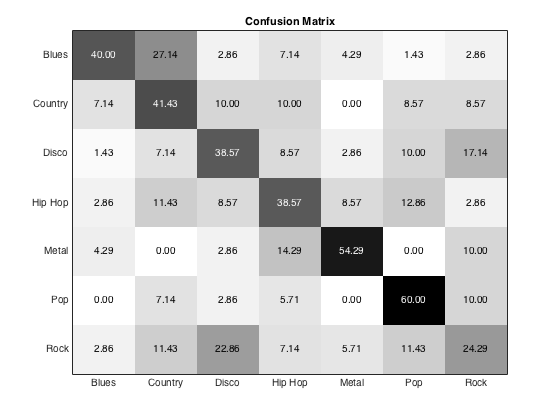 Confusion Matrix
Blues 40.00 27.14 2.86 7.14 4.29 1.43 2.86
Country 7.14 41.43 10.00 10.00 0.00 8.57 8.57
Disco 1.43 7.14 38.57 8.57 2.86 10.00 17.14
Hip Hop 2.86 11.43 8.57 38.57 8.57 12.86 2.86
Metal 4.29 0.00 2.86 14.29 54.29 0.00 10.00
Pop 0.00 7.14 2.86 5.71 0.00 60.00 10.00
Rock 2.86 11.43 22.86 7.14 5.71 11.43 24.29
Blues Country Disco Hip Hop Metal Pop Rock